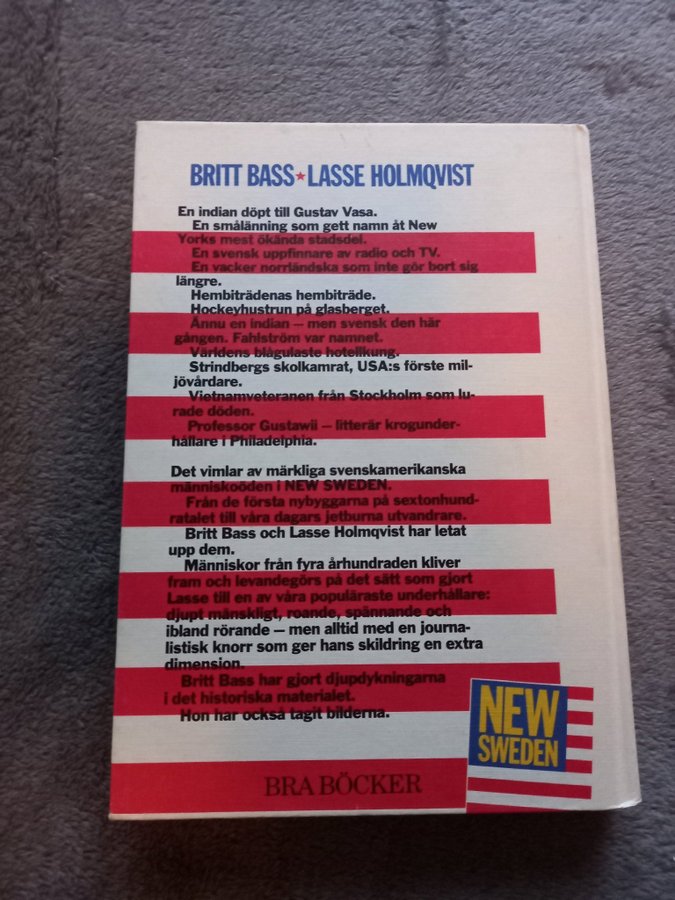 BRITT BASS★LASSE HOLMQVIST
En indian döpt till Gustav Vasa.
En smålänning som gett namn åt New
Yorks mest ökända stadsdel.
En svensk uppfinnare av radio och TV.
En vacker norrländska som inte gör bort sig
längre.
Hembiträdenas hembiträde.
Hockeyhustrun på glasberget.
Ännu en indian – men svensk den här
gången. Fahlström var namnet.
Världens blågulaste hotellkung.
Strindbergs skolkamrat, USA:s förste mil-
jövårdare.
Vietnamveteranen från Stockholm som lu-
rade döden.
Professor Gustawii – litterär krogunder-
hållare i Philadelphia.
Det vimlar av märkliga svenskamerikanska
människoöden i NEW SWEDEN.
Från de första nybyggarna på sextonhund-
ratalet till våra dagars jetburna utvandrare.
Britt Bass och Lasse Holmqvist har letat
upp dem.
Människor från fyra århundraden kliver
fram och levandegörs på det sätt som gjort
Lasse till en av våra populäraste underhållare:
djupt mänskligt, roande, spännande och
ibland rörande – men alltid med en journa-
listisk knorr som ger hans skildring en extra
dimension.
Britt Bass har gjort djupdykningarna
i det historiska materialet.
Hon har också tagit bilderna.
NEW
SWEDEN
BRA BÖCKER